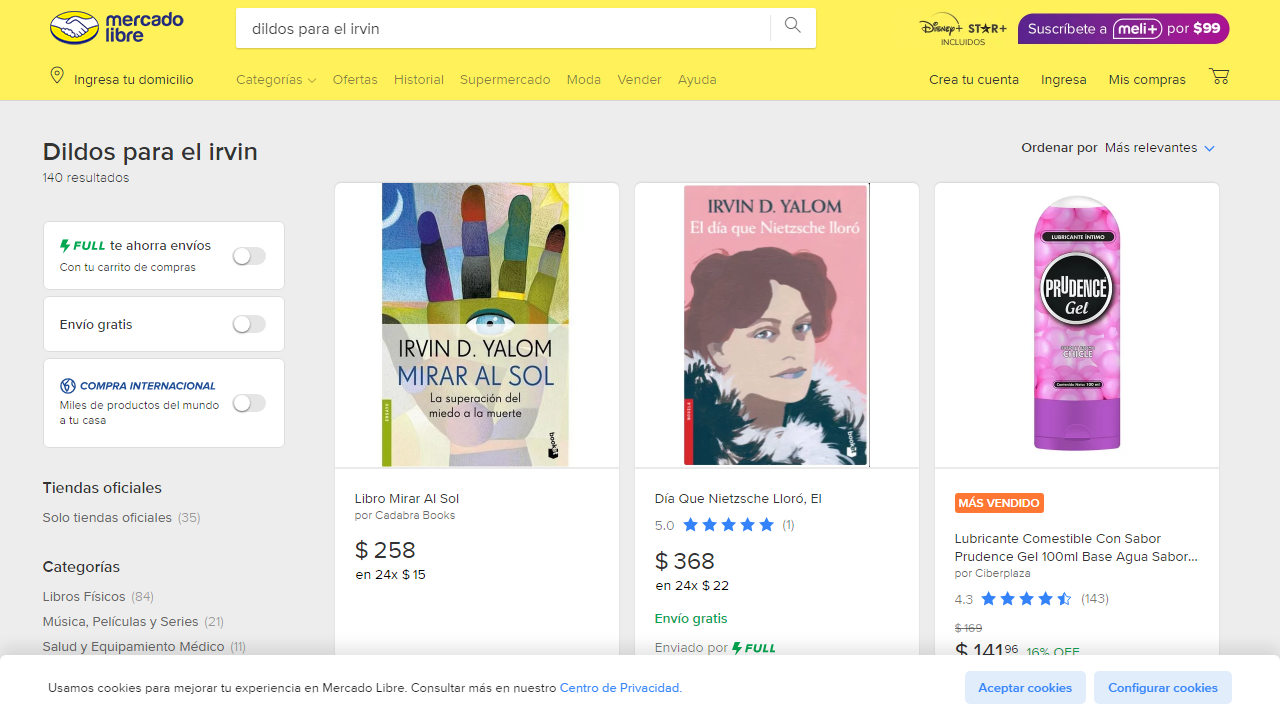 mercado
libre
dildos para el irvin
Disney+ STAR+
INCLUIDOS
Suscríbete a meli+ por $99
Ingresa tu domicilio
Categorías Ofertas Historial Supermercado Moda Vender Ayuda
Crea tu cuenta Ingresa Mis compras
Dildos para el irvin
140 resultados
Ordenar por Más relevantes
FULL te ahorra envíos
Con tu carrito de compras
Envío gratis
COMPRA INTERNACIONAL
Miles de productos del mundo
a tu casa
Tiendas oficiales
Solo tiendas oficiales (35)
Categorías
Libros Físicos (84)
Música, Películas y Series (21)
Salud y Equipamiento Médico (11)
IRVIN D. YALOM
MIRAR AL SOL
La superación del
miedo a la muerte
booket
Libro Mirar Al Sol
por Cadabra Books
$ 258
en 24x $ 15
IRVIN D. YALOM
El día que Nietzsche lloró
booket
Día Que Nietzsche Lloró, El
5.0 (1)
$ 368
en 24x $ 22
Envío gratis
Enviado por FULL
LUBRICANTE ÍNTIMO
PRUDENCE
Gel
CHICLE
Contenido Neto: 100 ml
MÁS VENDIDO
Lubricante Comestible Con Sabor
Prudence Gel 100ml Base Agua Sabor...
por Ciberplaza
4.3 (143)
$ 169
$ 141 96 16% OFF
Usamos cookies para mejorar tu experiencia en Mercado Libre. Consultar más en nuestro Centro de Privacidad.
Aceptar cookies
Configurar cookies